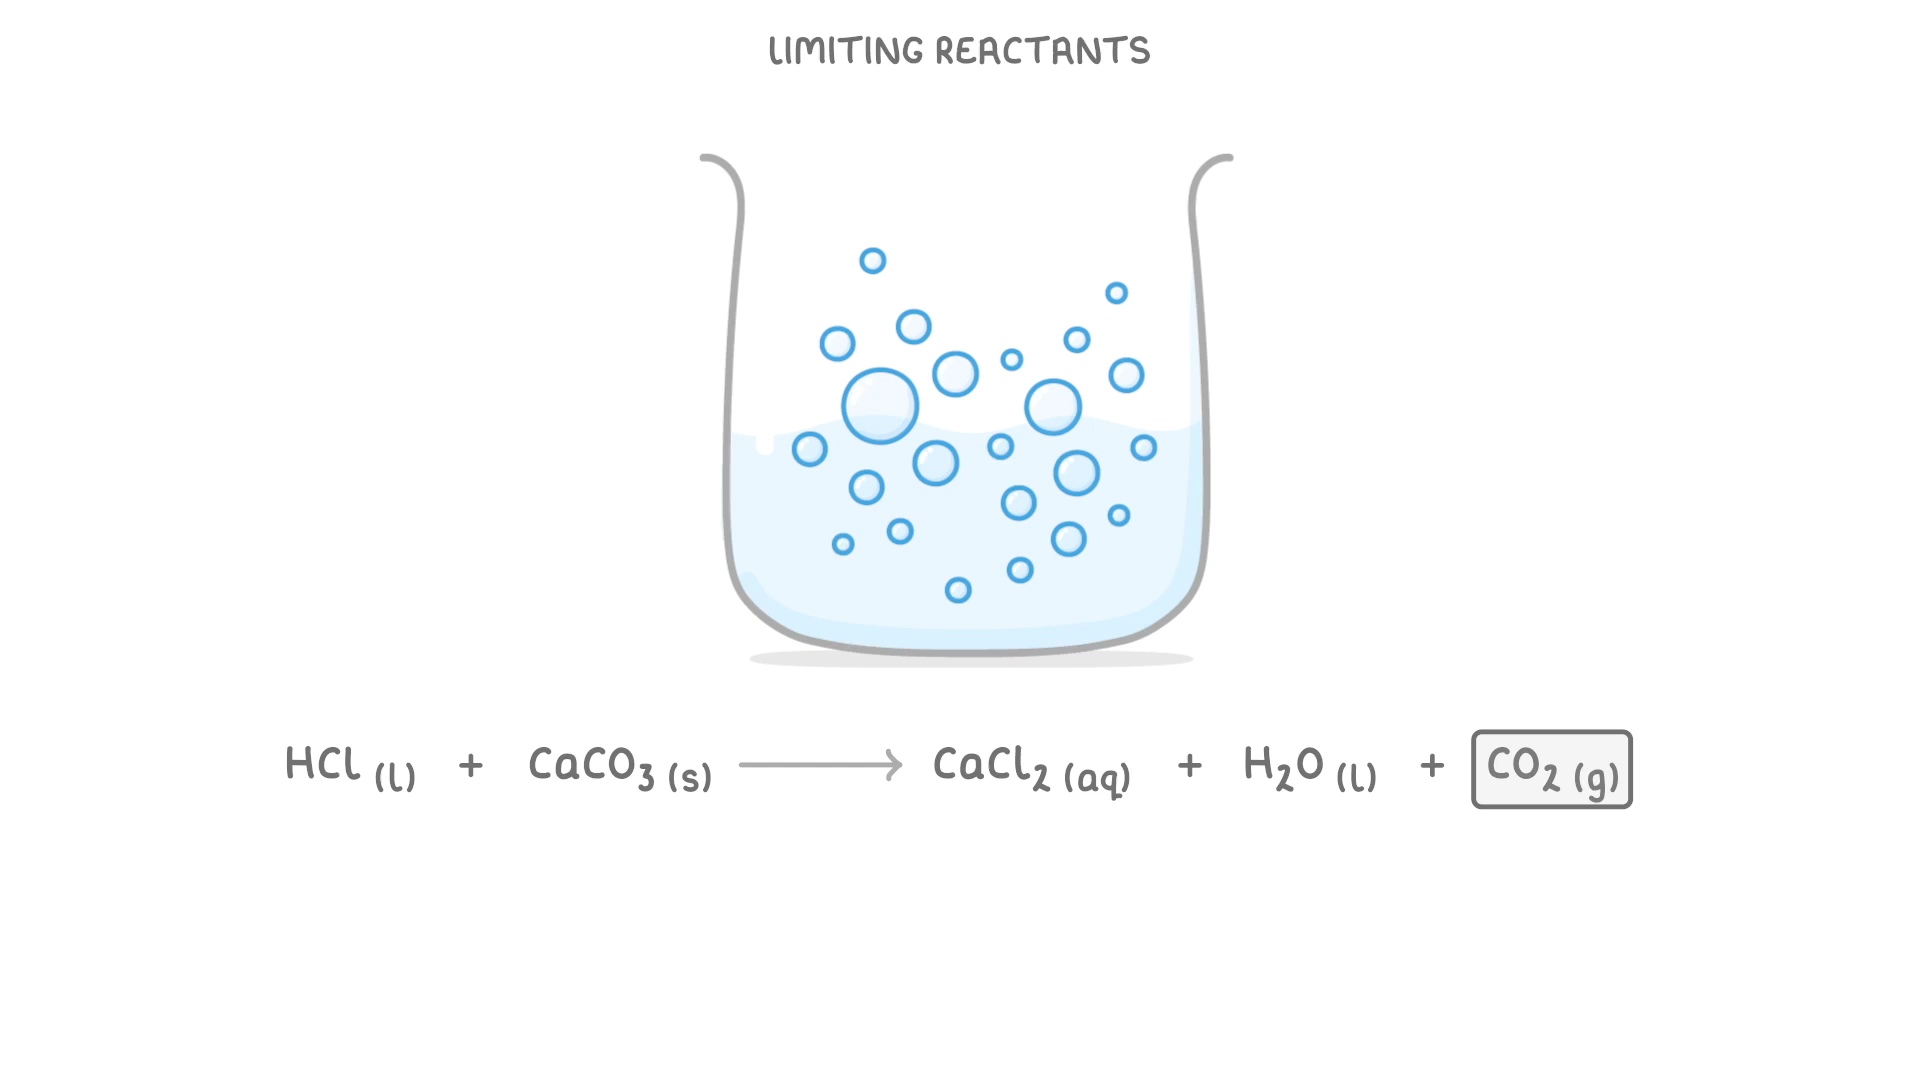 LIMITING REACTANTS
HCl (l) + CaCO₃ (s) → CaCl₂ (aq) + H₂O (l) + CO₂ (g)